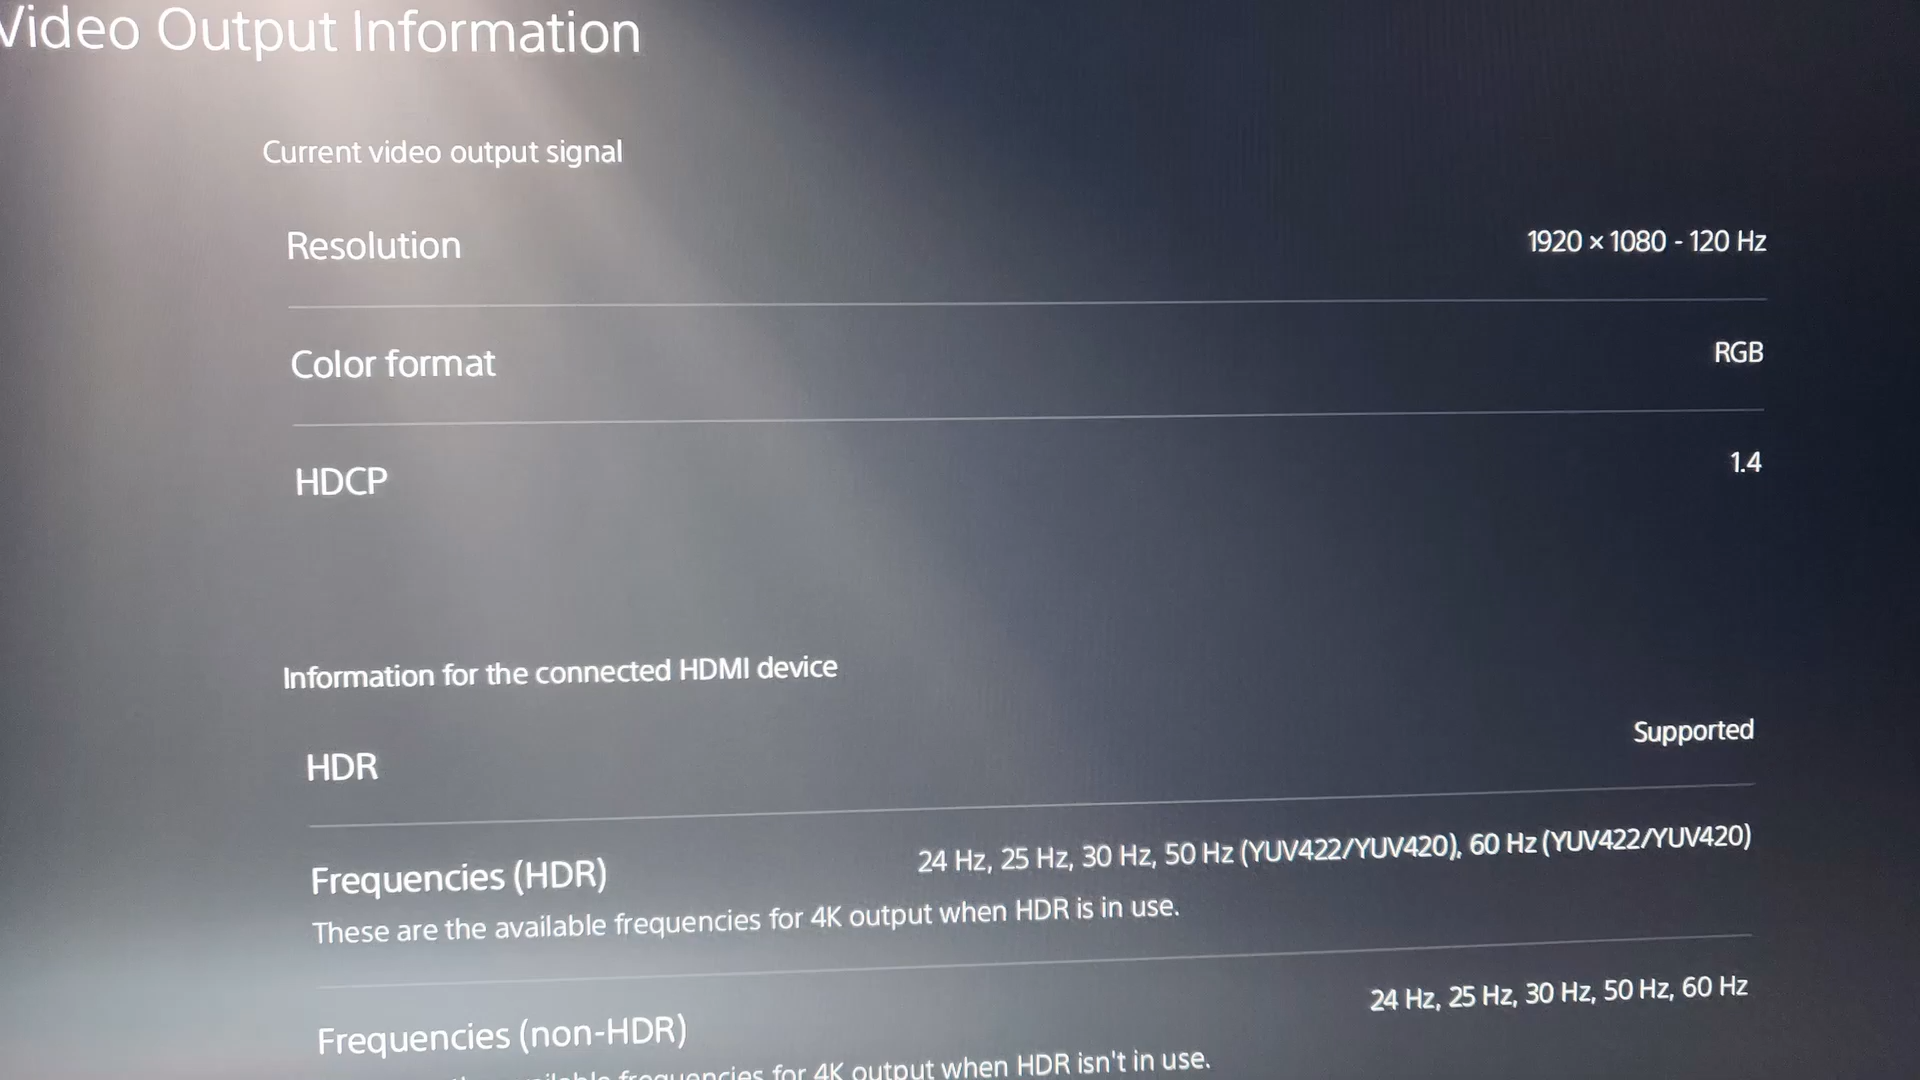 Video Output Information
Current video output signal
Resolution 1920 × 1080 - 120 Hz
Color format RGB
HDCP 1.4
Information for the connected HDMI device
HDR Supported
Frequencies (HDR) 24 Hz, 25 Hz, 30 Hz, 50 Hz (YUV422/YUV420), 60 Hz (YUV422/YUV420)
These are the available frequencies for 4K output when HDR is in use.
Frequencies (non-HDR) 24 Hz, 25 Hz, 30 Hz, 50 Hz, 60 Hz
frequencies for 4K output when HDR isn't in use.